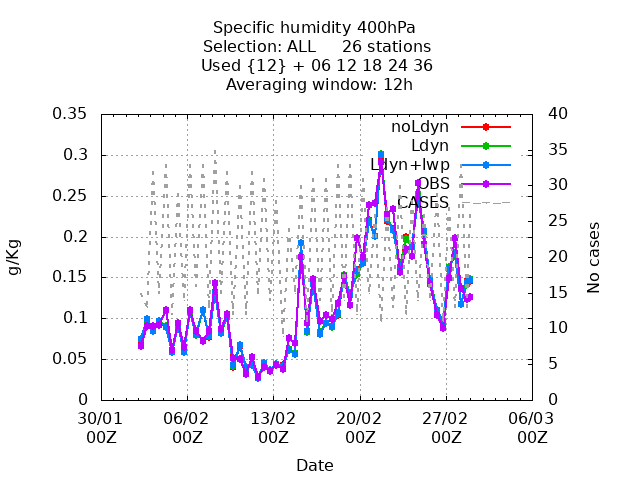 Specific humidity 400hPa
Selection: ALL 26 stations
Used {12} + 06 12 18 24 36
Averaging window: 12h
g/Kg
0.35
0.3
0.25
0.2
0.15
0.1
0.05
0
40
35
30
25
20
15
10
5
0
No cases
noLdyn
Ldyn
Ldyn+lwp
OBS
CASES
30/01 06/02 13/02 20/02 27/02 06/03
00Z 00Z 00Z 00Z 00Z 00Z
Date